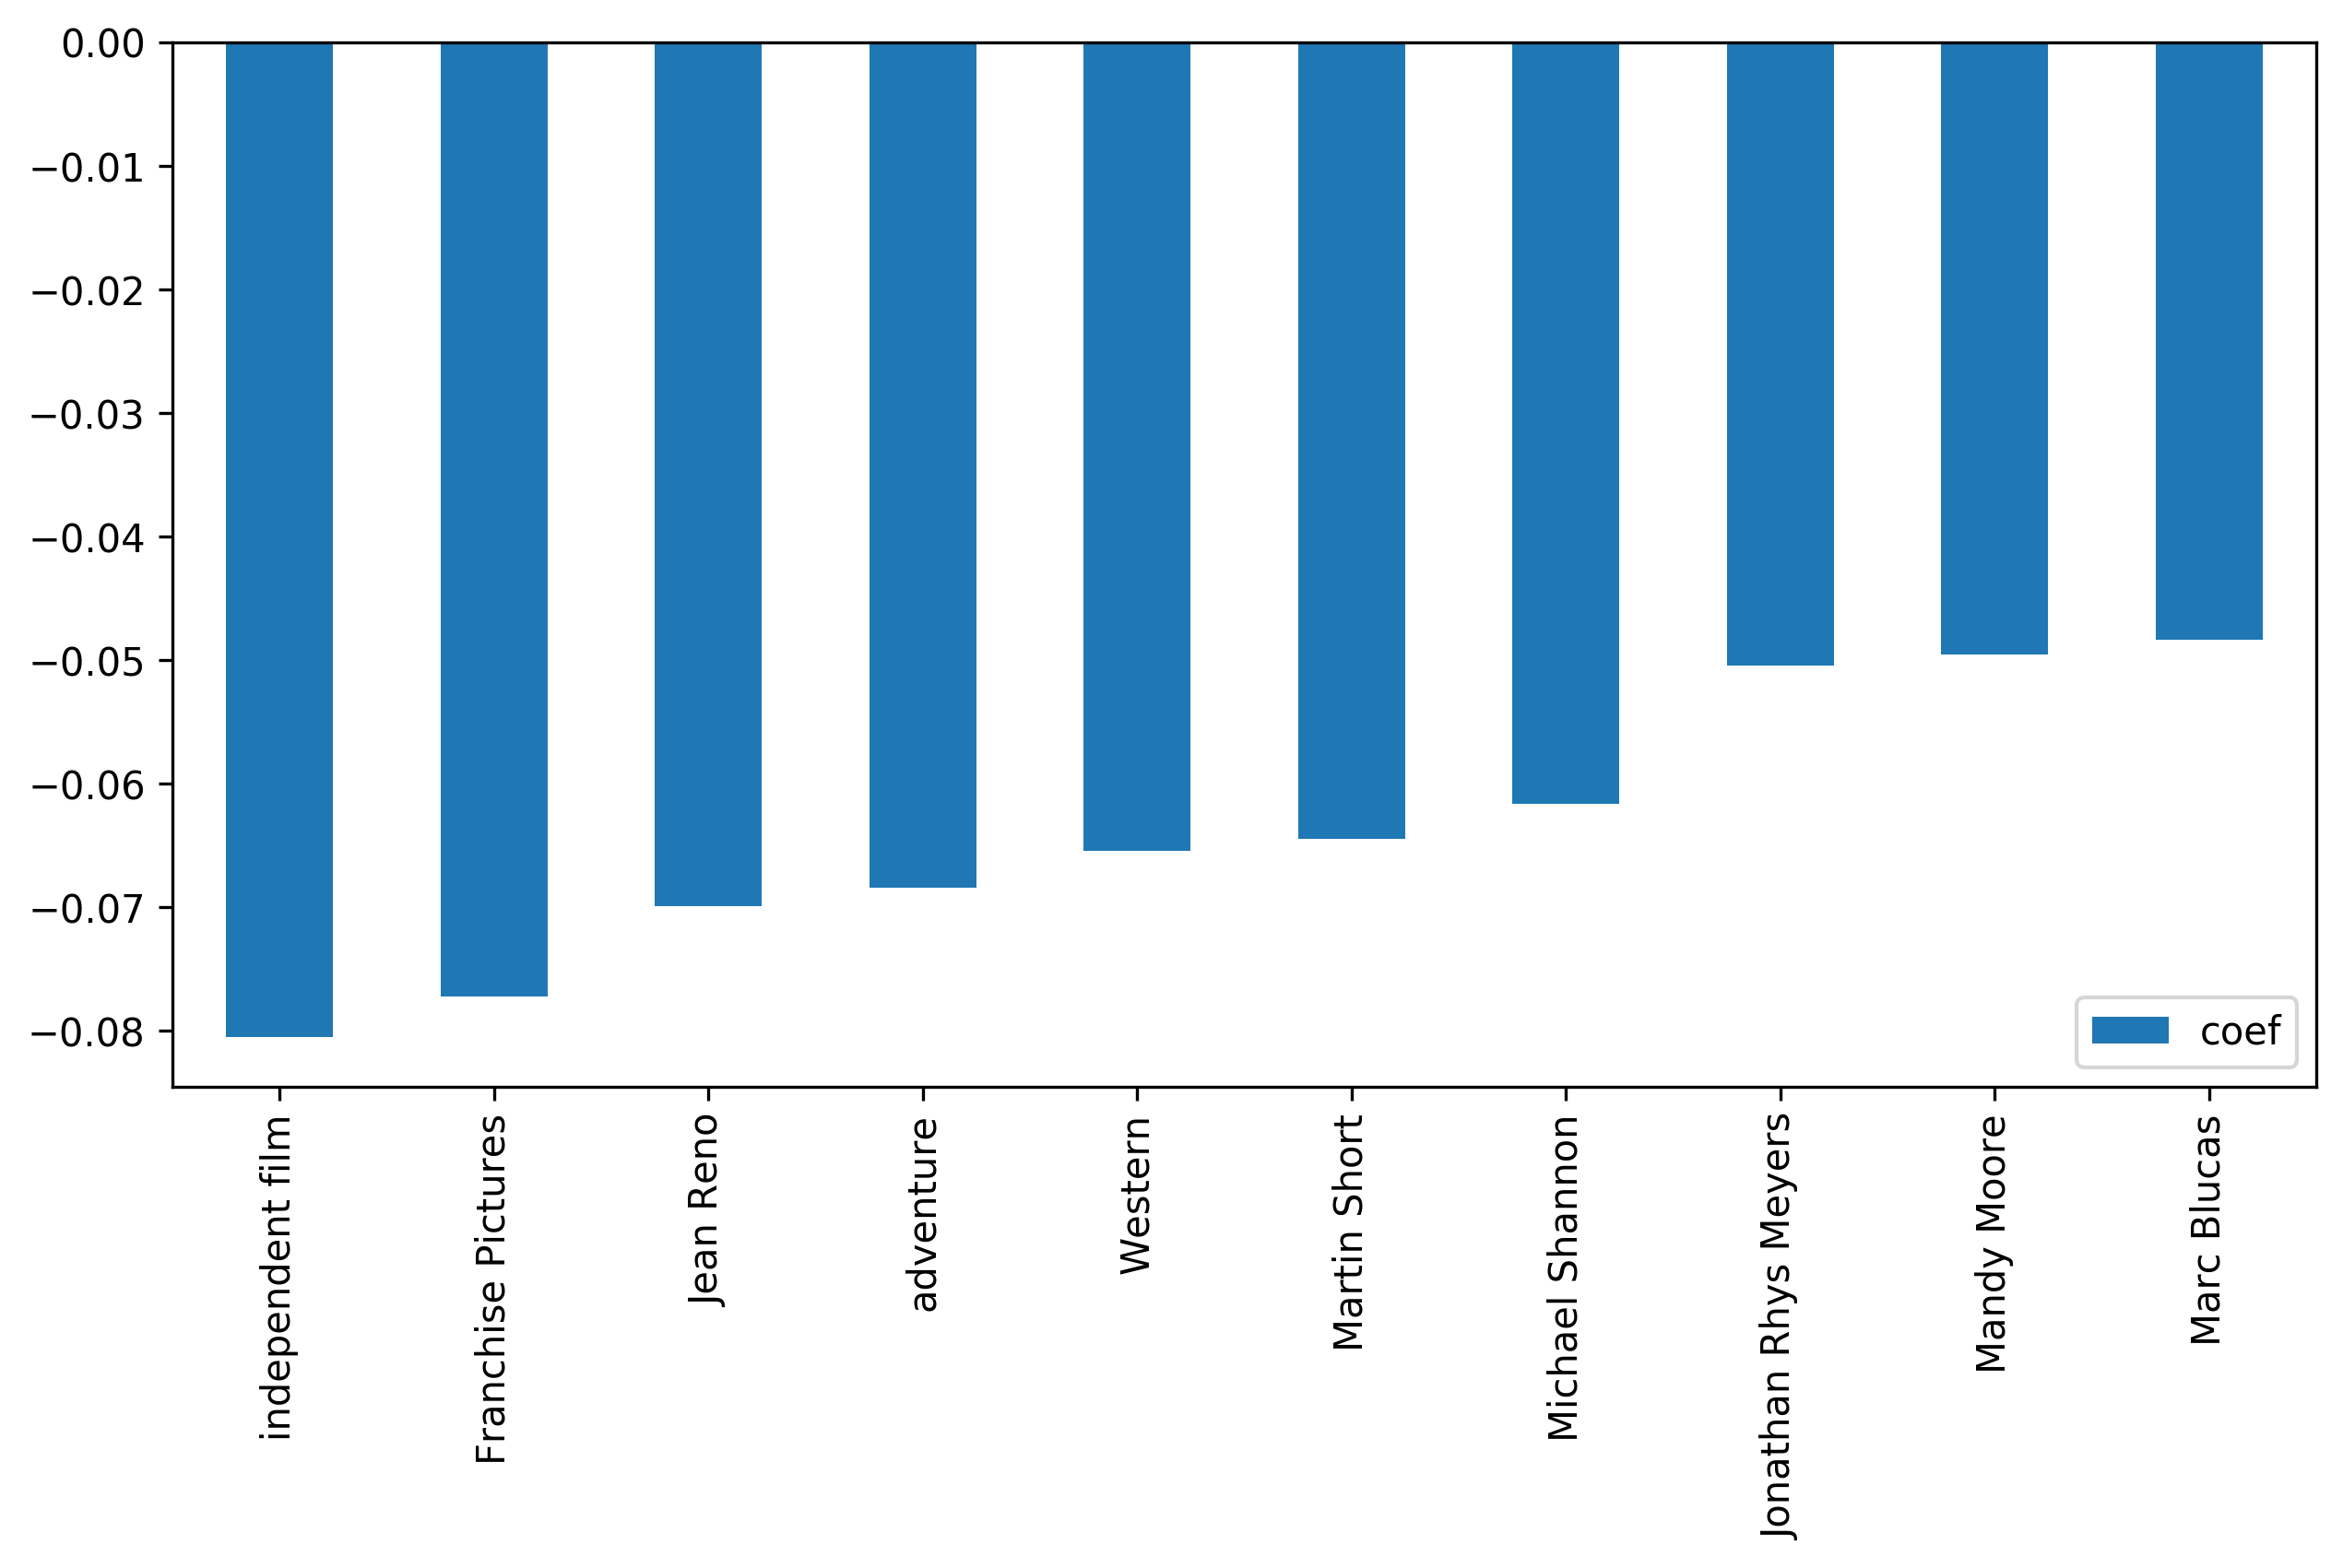 0.00
−0.01
−0.02
−0.03
−0.04
−0.05
−0.06
−0.07
−0.08
coef
independent film
Franchise Pictures
Jean Reno
adventure
Western
Martin Short
Michael Shannon
Jonathan Rhys Meyers
Mandy Moore
Marc Blucas